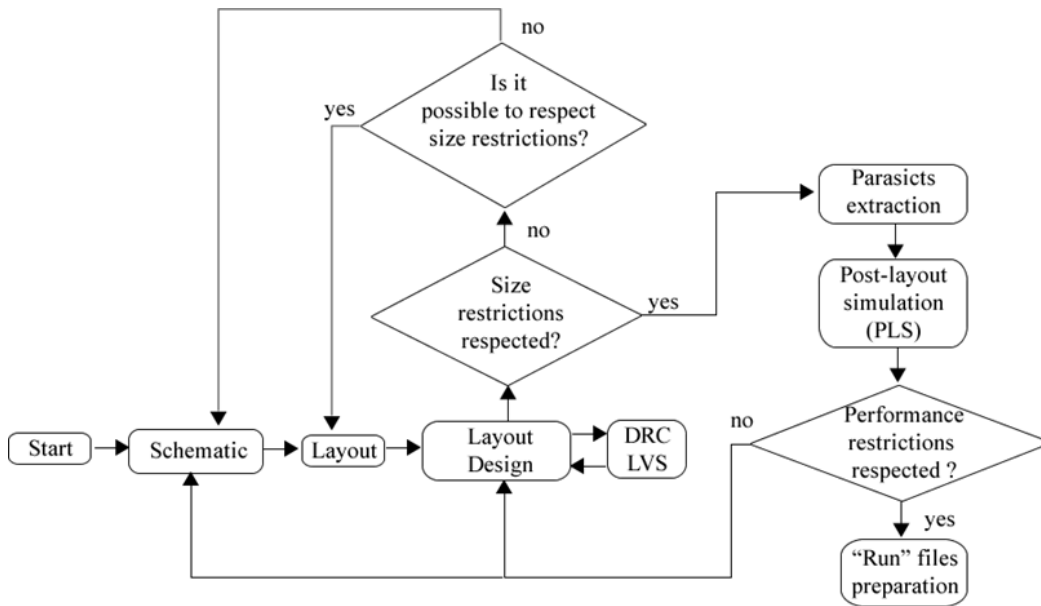 no
Is it
possible to respect
size restrictions?
yes
no
Size
restrictions
respected?
yes
Parasicts
extraction
Post-layout
simulation
(PLS)
no
Performance
restrictions
respected ?
yes
“Run” files
preparation
Start
Schematic
Layout
Layout
Design
DRC
LVS